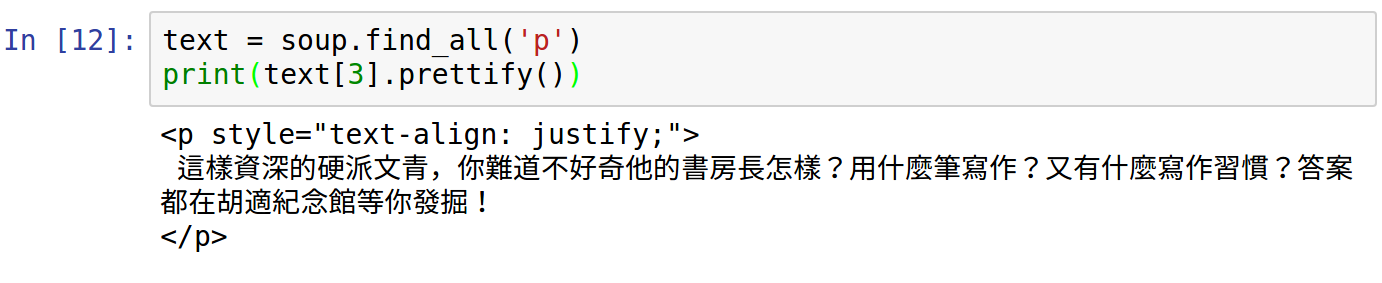 In [12]:
text = soup.find_all('p')
print(text[3].prettify())
<p style="text-align: justify;">
這樣資深的硬派文青，你難道不好奇他的書房長怎樣？用什麼筆寫作？又有什麼寫作習慣？答案
都在胡適紀念館等你發掘！
</p>